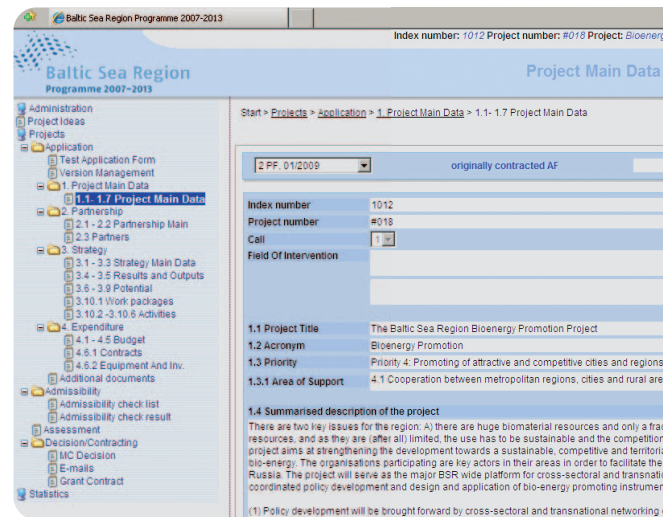 Baltic Sea Region Programme 2007-2013
Index number: 1012 Project number: #018 Project: Bioenerg
Baltic Sea Region
Programme 2007-2013
Project Main Data
Administration
Project Ideas
Projects
Application
Test Application Form
Version Management
1. Project Main Data
1.1- 1.7 Project Main Data
2. Partnership
2.1 - 2.2 Partnership Main
2.3 Partners
3. Strategy
3.1 - 3.3 Strategy Main Data
3.4 - 3.5 Results and Outputs
3.6 - 3.9 Potential
3.10.1 Work packages
3.10.2 -3.10.6 Activities
4. Expenditure
4.1 - 4.5 Budget
4.6.1 Contracts
4.6.2 Equipment And Inv.
Additional documents
Admissibility
Admissibility check list
Admissibility check result
Assessment
Decision/Contracting
MC Decision
E-mails
Grant Contract
Statistics
Start > Projects > Application > 1. Project Main Data > 1.1- 1.7 Project Main Data
2 PF. 01/2009
originally contracted AF
Index number 1012
Project number #018
Call 1
Field Of Intervention
1.1 Project Title The Baltic Sea Region Bioenergy Promotion Project
1.2 Acronym Bioenergy Promotion
1.3 Priority Priority 4: Promoting of attractive and competitive cities and regions
1.3.1 Area of Support 4.1 Cooperation between metropolitan regions, cities and rural are
1.4 Summarised description of the project
There are two key issues for the region: A) there are huge biomaterial resources and only a fra
resources, and as they are (after all) limited, the use has to be sustainable and the competition
project aims at strengthening the development towards a sustainable, competitive and territoria
bio-energy. The organisations participating are key actors in their areas in order to facilitate the
Russia. The project will serve as the major BSR wide platform for cross-sectoral and transnatio
coordinated policy development and design and application of bio-energy promoting instrumen
(1) Policy development will be brought forward by cross-sectoral and transnational networking